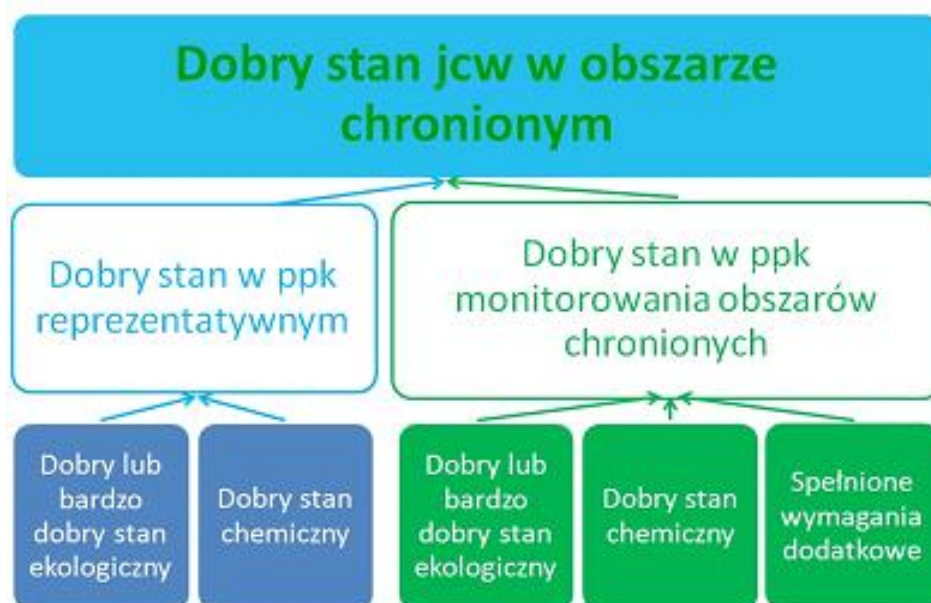 Dobry stan jcw w obszarze
chronionym
Dobry stan w ppk
reprezentatywnym
Dobry stan w ppk
monitorowania obszarów
chronionych
Dobry lub
bardzo
dobry stan
ekologiczny
Dobry stan
chemiczny
Dobry lub
bardzo
dobry stan
ekologiczny
Dobry stan
chemiczny
Spełnione
wymagania
dodatkowe